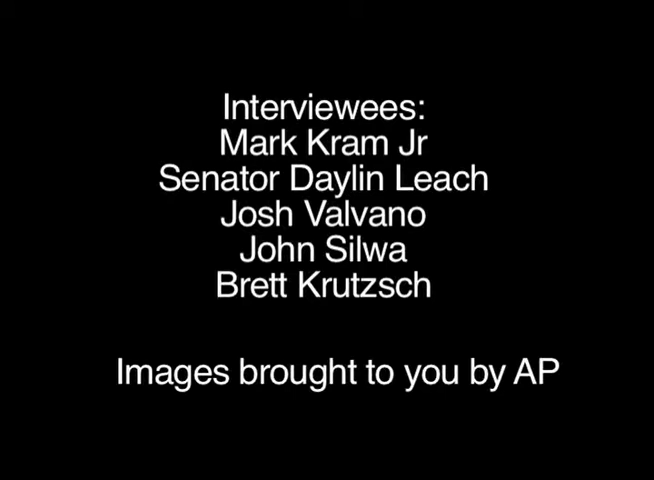 Interviewees:
Mark Kram Jr
Senator Daylin Leach
Josh Valvano
John Silwa
Brett Krutzsch
Images brought to you by AP